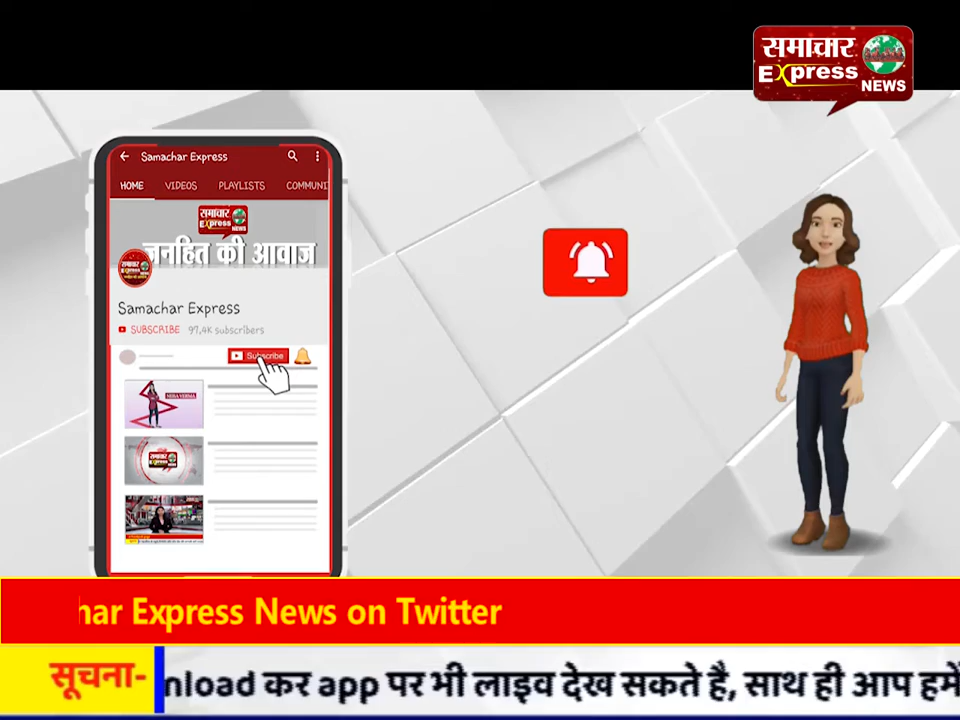 समाचार
Express
NEWS
Samachar Express
HOME VIDEOS PLAYLISTS COMMUNI
समाचार
Express
NEWS
जनहित की आवाज
Samachar Express
SUBSCRIBE 97.4K subscribers
Subscribe
har Express News on Twitter
सूचना-
nload कर app पर भी लाइव देख सकते है, साथ ही आप हमें